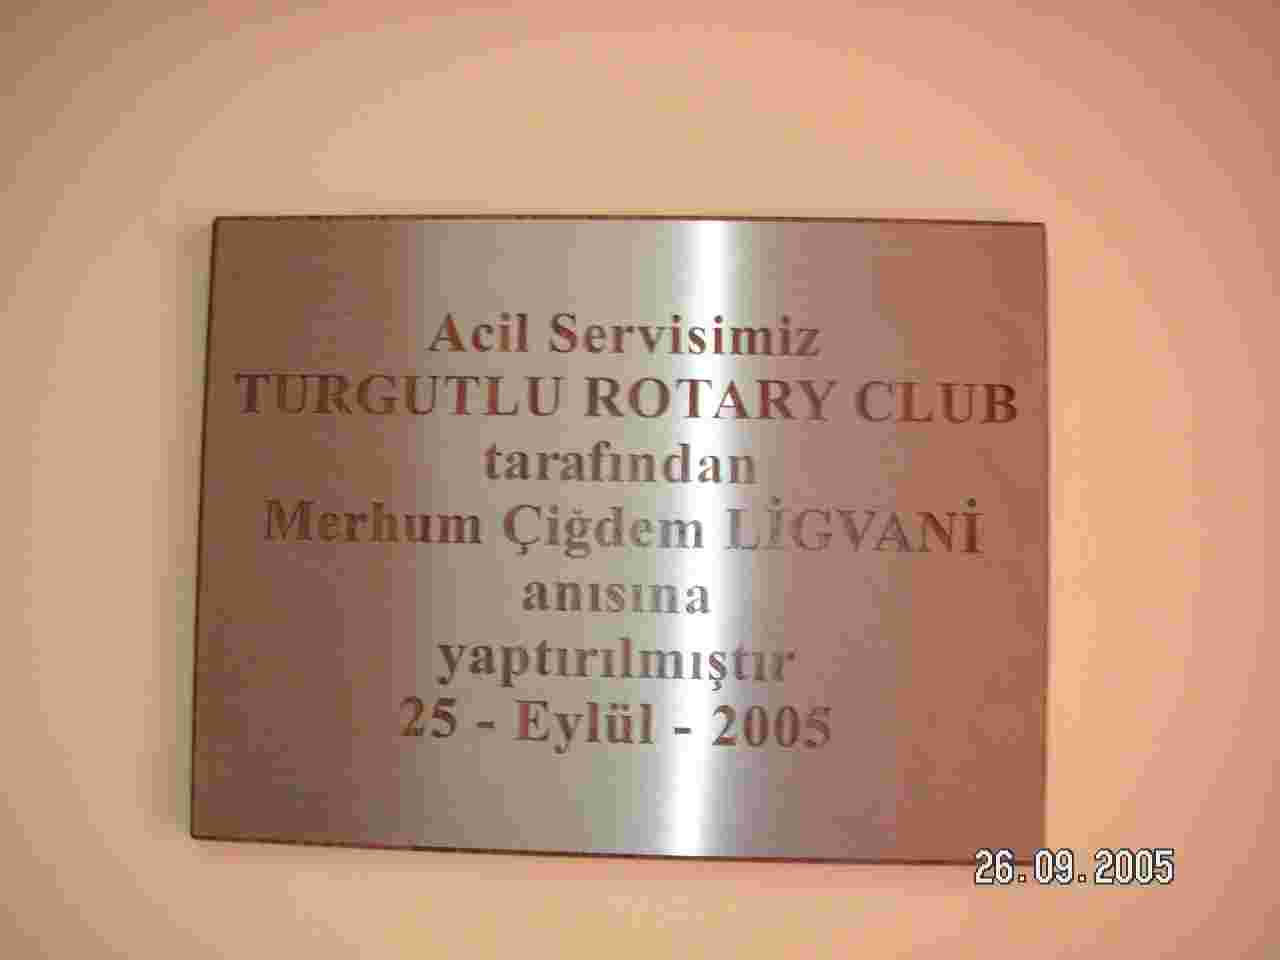 Acil Servisimiz
TURGUTLU ROTARY CLUB
tarafından
Merhum Çiğdem LİGVANİ
anısına
yaptırılmıştır
25 - Eylül - 2005
26.09.2005